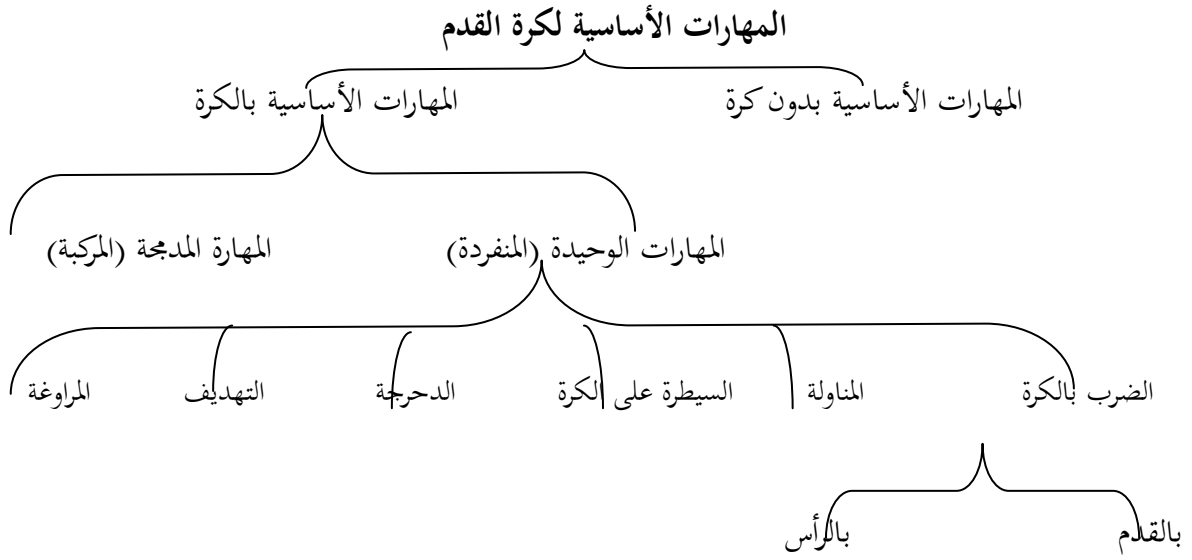 المهارات الأساسية لكرة القدم
المهارات الأساسية بدون كرة المهارات الأساسية بالكرة
المهارات الوحيدة (المنفردة) المهارة المدمجة (المركبة)
الضرب بالكرة المناولة السيطرة على الكرة الدحرجة التهديف المراوغة
بالقدم بالرأس